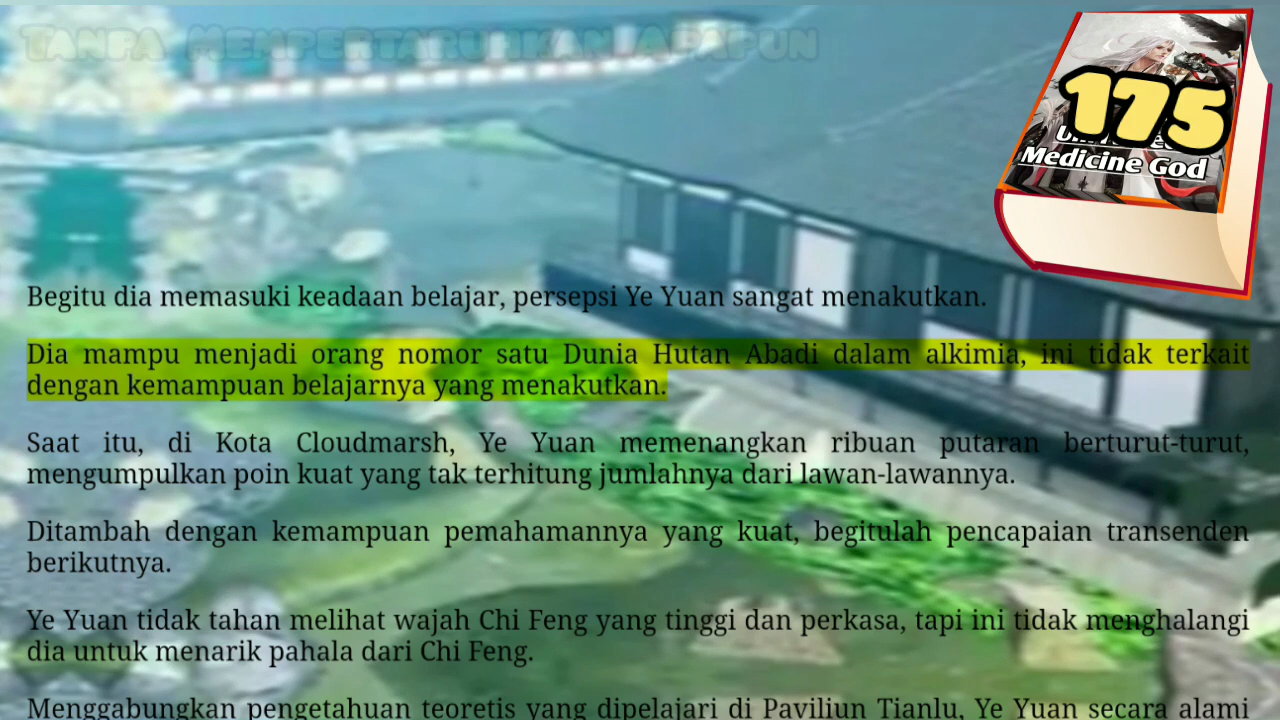 Tanpa Mempertaruhkan Apapun
175
Medicine God
Begitu dia memasuki keadaan belajar, persepsi Ye Yuan sangat menakutkan.
Dia mampu menjadi orang nomor satu Dunia Hutan Abadi dalam alkimia, ini tidak terkait
dengan kemampuan belajarnya yang menakutkan.
Saat itu, di Kota Cloudmarsh, Ye Yuan memenangkan ribuan putaran berturut-turut,
mengumpulkan poin kuat yang tak terhitung jumlahnya dari lawan-lawannya.
Ditambah dengan kemampuan pemahamannya yang kuat, begitulah pencapaian transenden
berikutnya.
Ye Yuan tidak tahan melihat wajah Chi Feng yang tinggi dan perkasa, tapi ini tidak menghalangi
dia untuk menarik pahala dari Chi Feng.
Menggabungkan pengetahuan teoretis yang dipelajari di Paviliun Tianlu, Ye Yuan secara alami